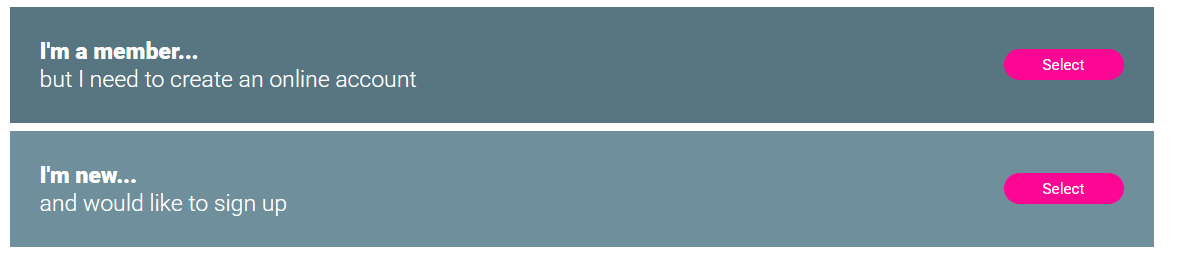 I'm a member...
but I need to create an online account
Select
I'm new...
and would like to sign up
Select